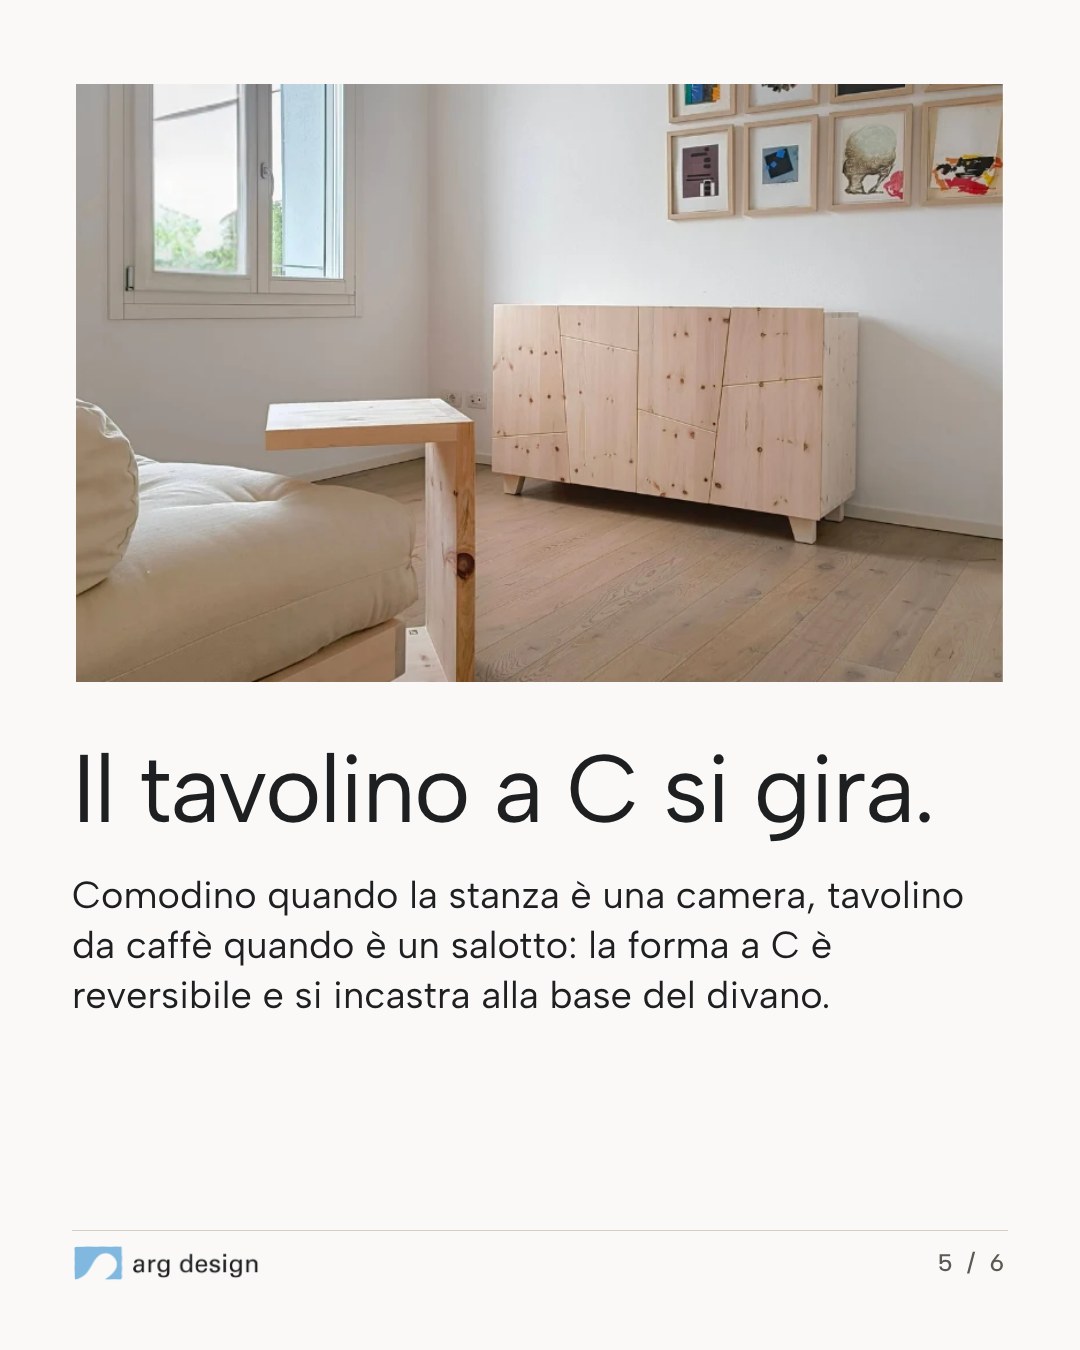 Il tavolino a C si gira.
Comodino quando la stanza è una camera, tavolino
da caffè quando è un salotto: la forma a C è
reversibile e si incastra alla base del divano.
arg design
5 / 6